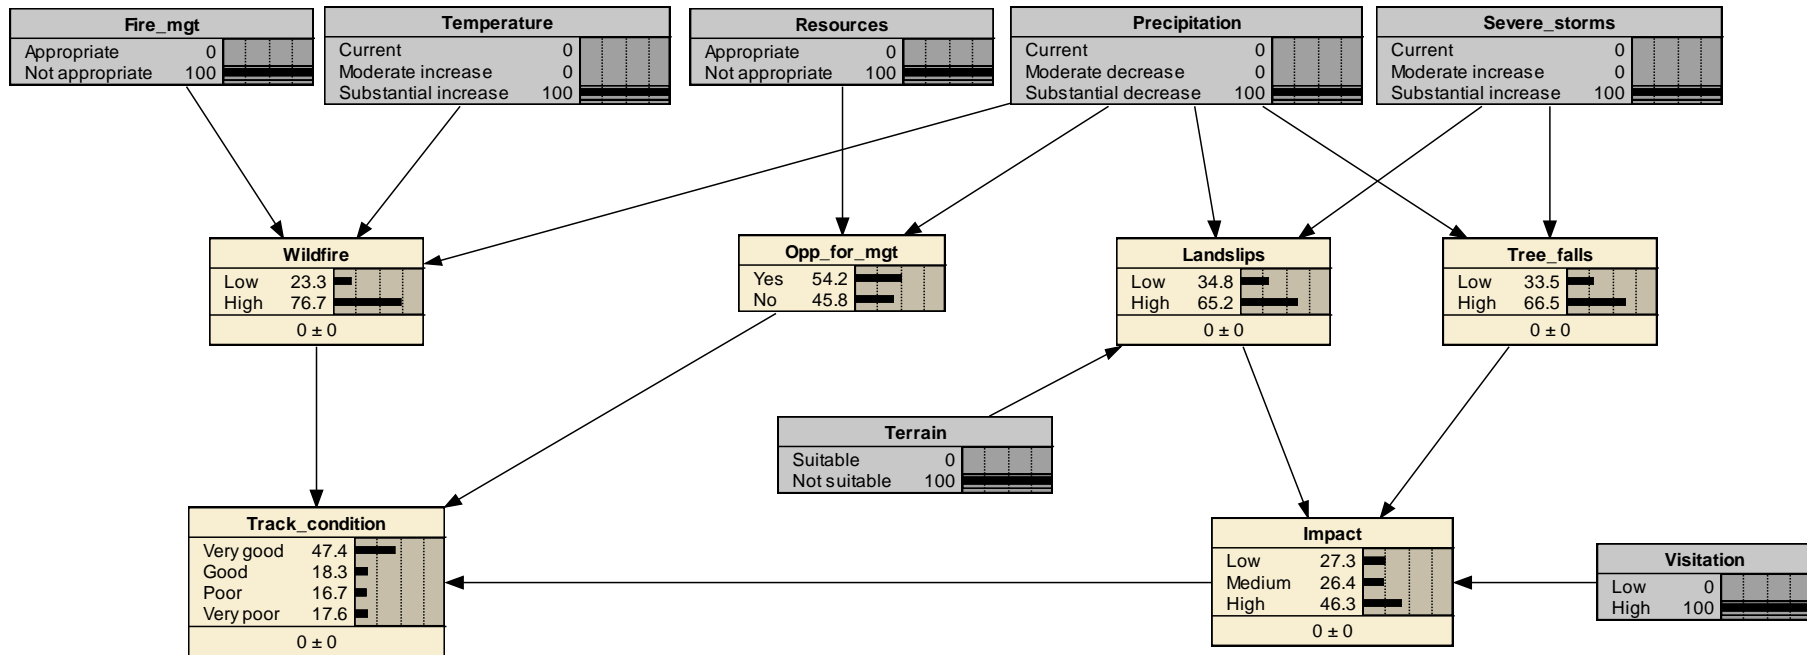 Fire_mgt
Appropriate 0
Not appropriate 100
Temperature
Current 0
Moderate increase 0
Substantial increase 100
Resources
Appropriate 0
Not appropriate 100
Precipitation
Current 0
Moderate decrease 0
Substantial decrease 100
Severe_storms
Current 0
Moderate increase 0
Substantial increase 100
Wildfire
Low 23.3
High 76.7
0 ± 0
Opp_for_mgt
Yes 54.2
No 45.8
Landslips
Low 34.8
High 65.2
0 ± 0
Tree_falls
Low 33.5
High 66.5
0 ± 0
Terrain
Suitable 0
Not suitable 100
Track_condition
Very good 47.4
Good 18.3
Poor 16.7
Very poor 17.6
0 ± 0
Impact
Low 27.3
Medium 26.4
High 46.3
0 ± 0
Visitation
Low 0
High 100